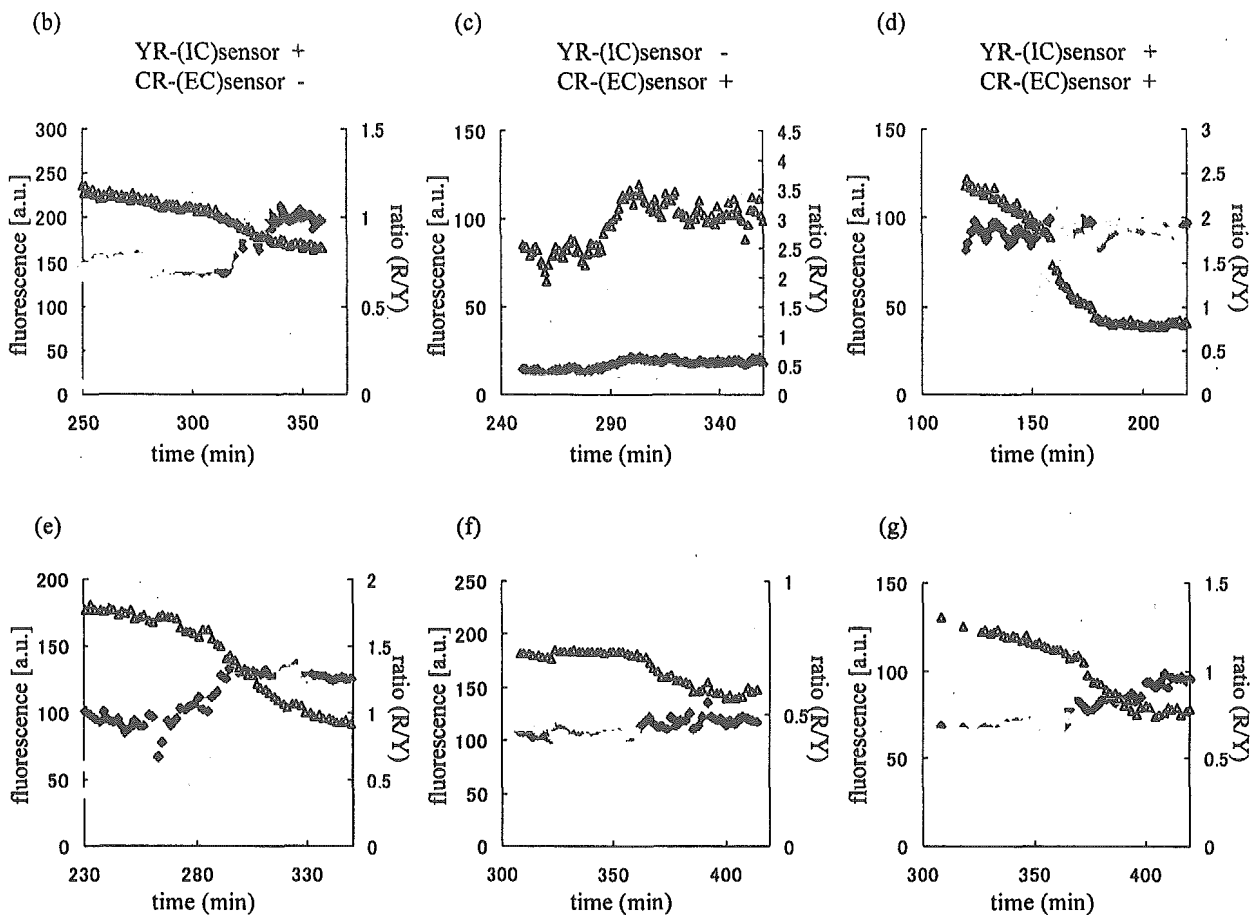 (b)
YR-(IC)sensor +
CR-(EC)sensor -
300
250
200
150
100
50
0
fluorescence [a.u.]
1.5
1
0.5
0
ratio (R/Y)
250
300
350
time (min)
(c)
YR-(IC)sensor -
CR-(EC)sensor +
150
100
50
0
fluorescence [a.u.]
4.5
4
3.5
3
2.5
2
1.5
1
0.5
0
ratio (R/Y)
240
290
340
time (min)
(d)
YR-(IC)sensor +
CR-(EC)sensor +
150
100
50
0
fluorescence [a.u.]
3
2.5
2
1.5
1
0.5
0
ratio (R/Y)
100
150
200
time (min)
(e)
200
150
100
50
0
fluorescence [a.u.]
2
1.5
1
0.5
0
ratio (R/Y)
230
280
330
time (min)
(f)
250
200
150
100
50
0
fluorescence [a.u.]
1
0.5
0
ratio (R/Y)
300
350
400
time (min)
(g)
150
100
50
0
fluorescence [a.u.]
1.5
1
0.5
0
ratio (R/Y)
300
350
400
time (min)